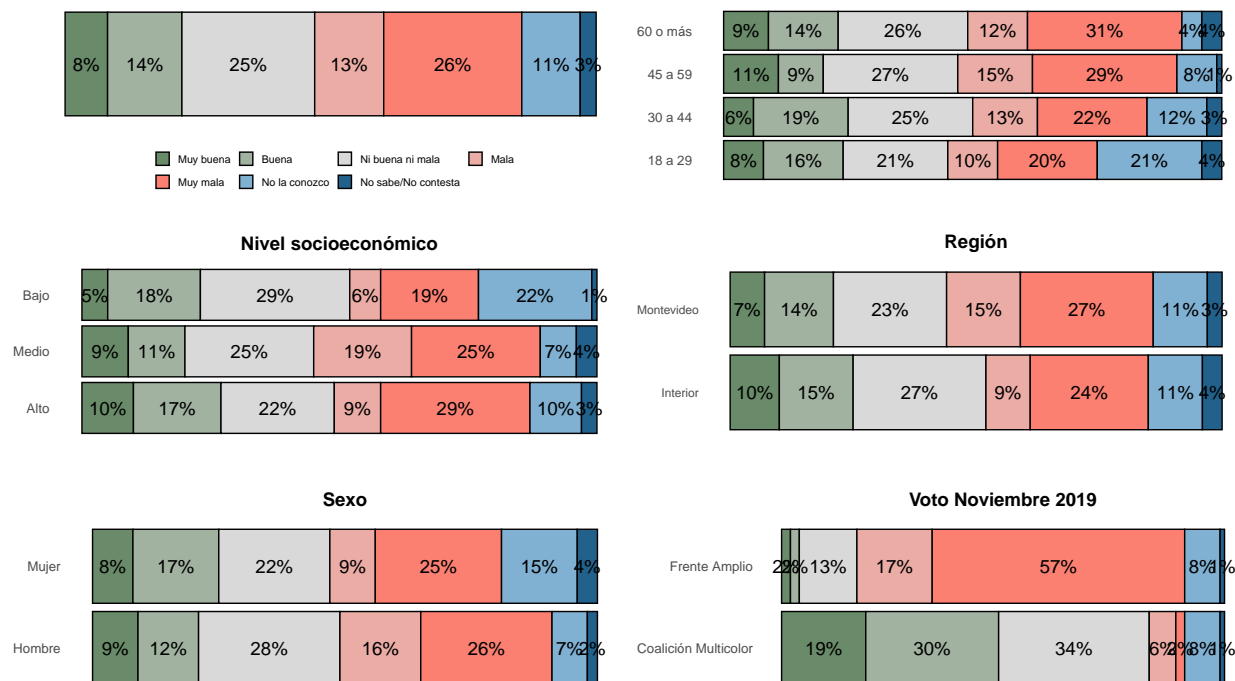 8% 14% 25% 13% 26% 11% 3%
Muy buena Buena Ni buena ni mala Mala
Muy mala No la conozco No sabe/No contesta
60 o más 9% 14% 26% 12% 31% 4% 4%
45 a 59 11% 9% 27% 15% 29% 8% 1%
30 a 44 6% 19% 25% 13% 22% 12% 3%
18 a 29 8% 16% 21% 10% 20% 21% 4%
Nivel socioeconómico
Bajo 5% 18% 29% 6% 19% 22% 1%
Medio 9% 11% 25% 19% 25% 7% 4%
Alto 10% 17% 22% 9% 29% 10% 3%
Región
Montevideo 7% 14% 23% 15% 27% 11% 3%
Interior 10% 15% 27% 9% 24% 11% 4%
Sexo
Mujer 8% 17% 22% 9% 25% 15% 4%
Hombre 9% 12% 28% 16% 26% 7% 2%
Voto Noviembre 2019
Frente Amplio 2% 2% 13% 17% 57% 8% 1%
Coalición Multicolor 19% 30% 34% 6% 2% 8% 1%